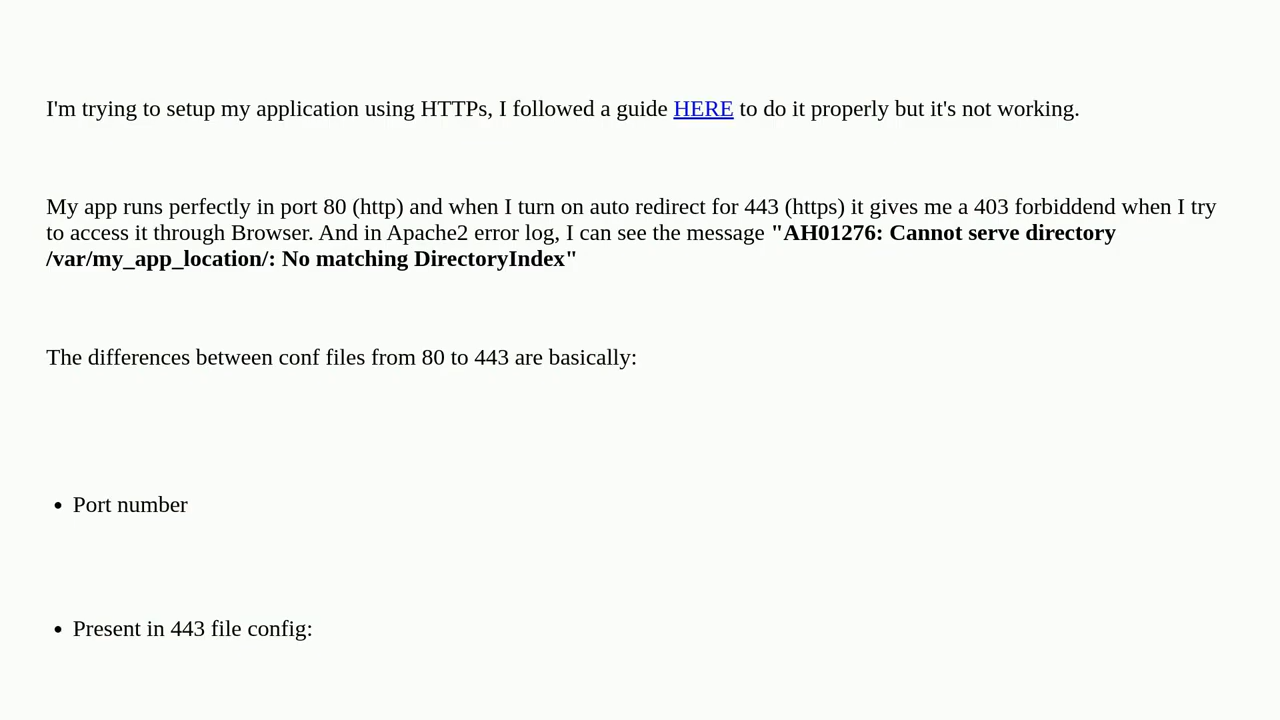 I'm trying to setup my application using HTTPs, I followed a guide HERE to do it properly but it's not working.
My app runs perfectly in port 80 (http) and when I turn on auto redirect for 443 (https) it gives me a 403 forbiddend when I try
to access it through Browser. And in Apache2 error log, I can see the message "AH01276: Cannot serve directory
/var/my_app_location/: No matching DirectoryIndex"
The differences between conf files from 80 to 443 are basically:
• Port number
• Present in 443 file config: